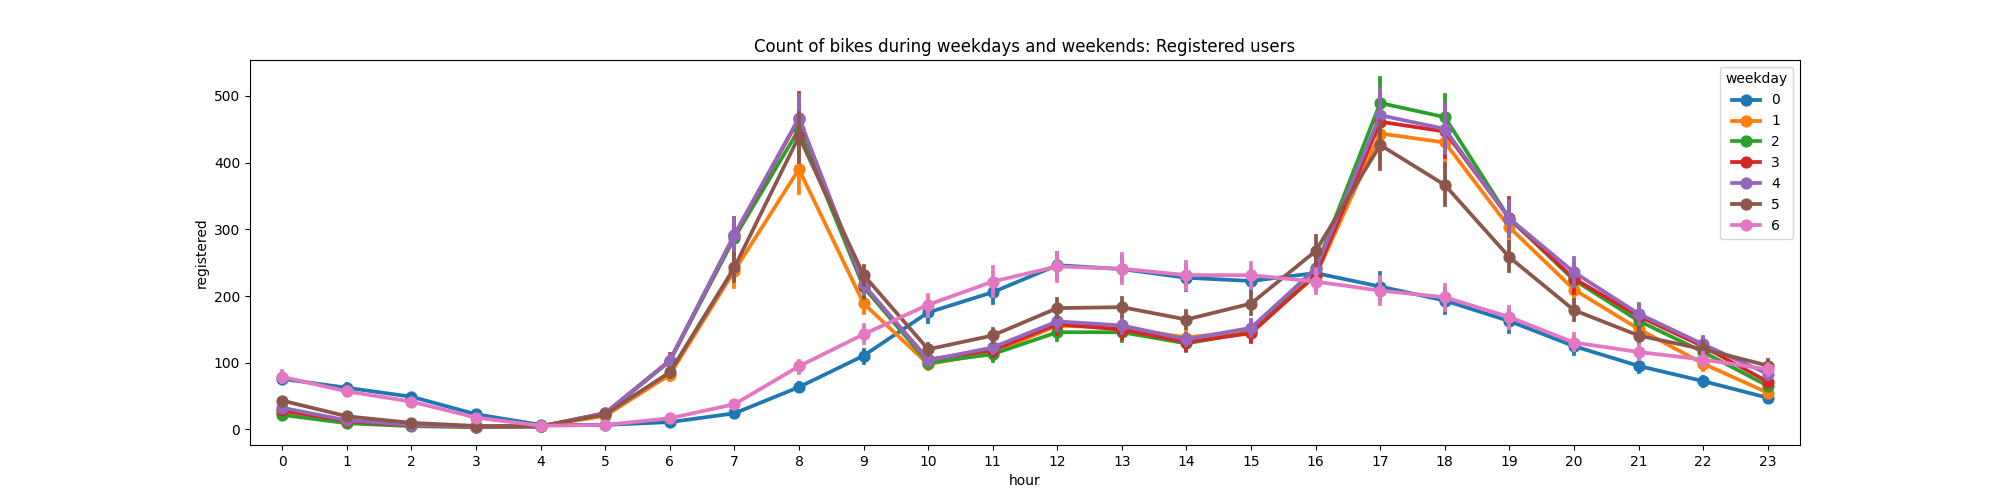 Count of bikes during weekdays and weekends: Registered users
registered
500
400
300
200
100
0
weekday
0
1
2
3
4
5
6
0 1 2 3 4 5 6 7 8 9 10 11 12 13 14 15 16 17 18 19 20 21 22 23
hour